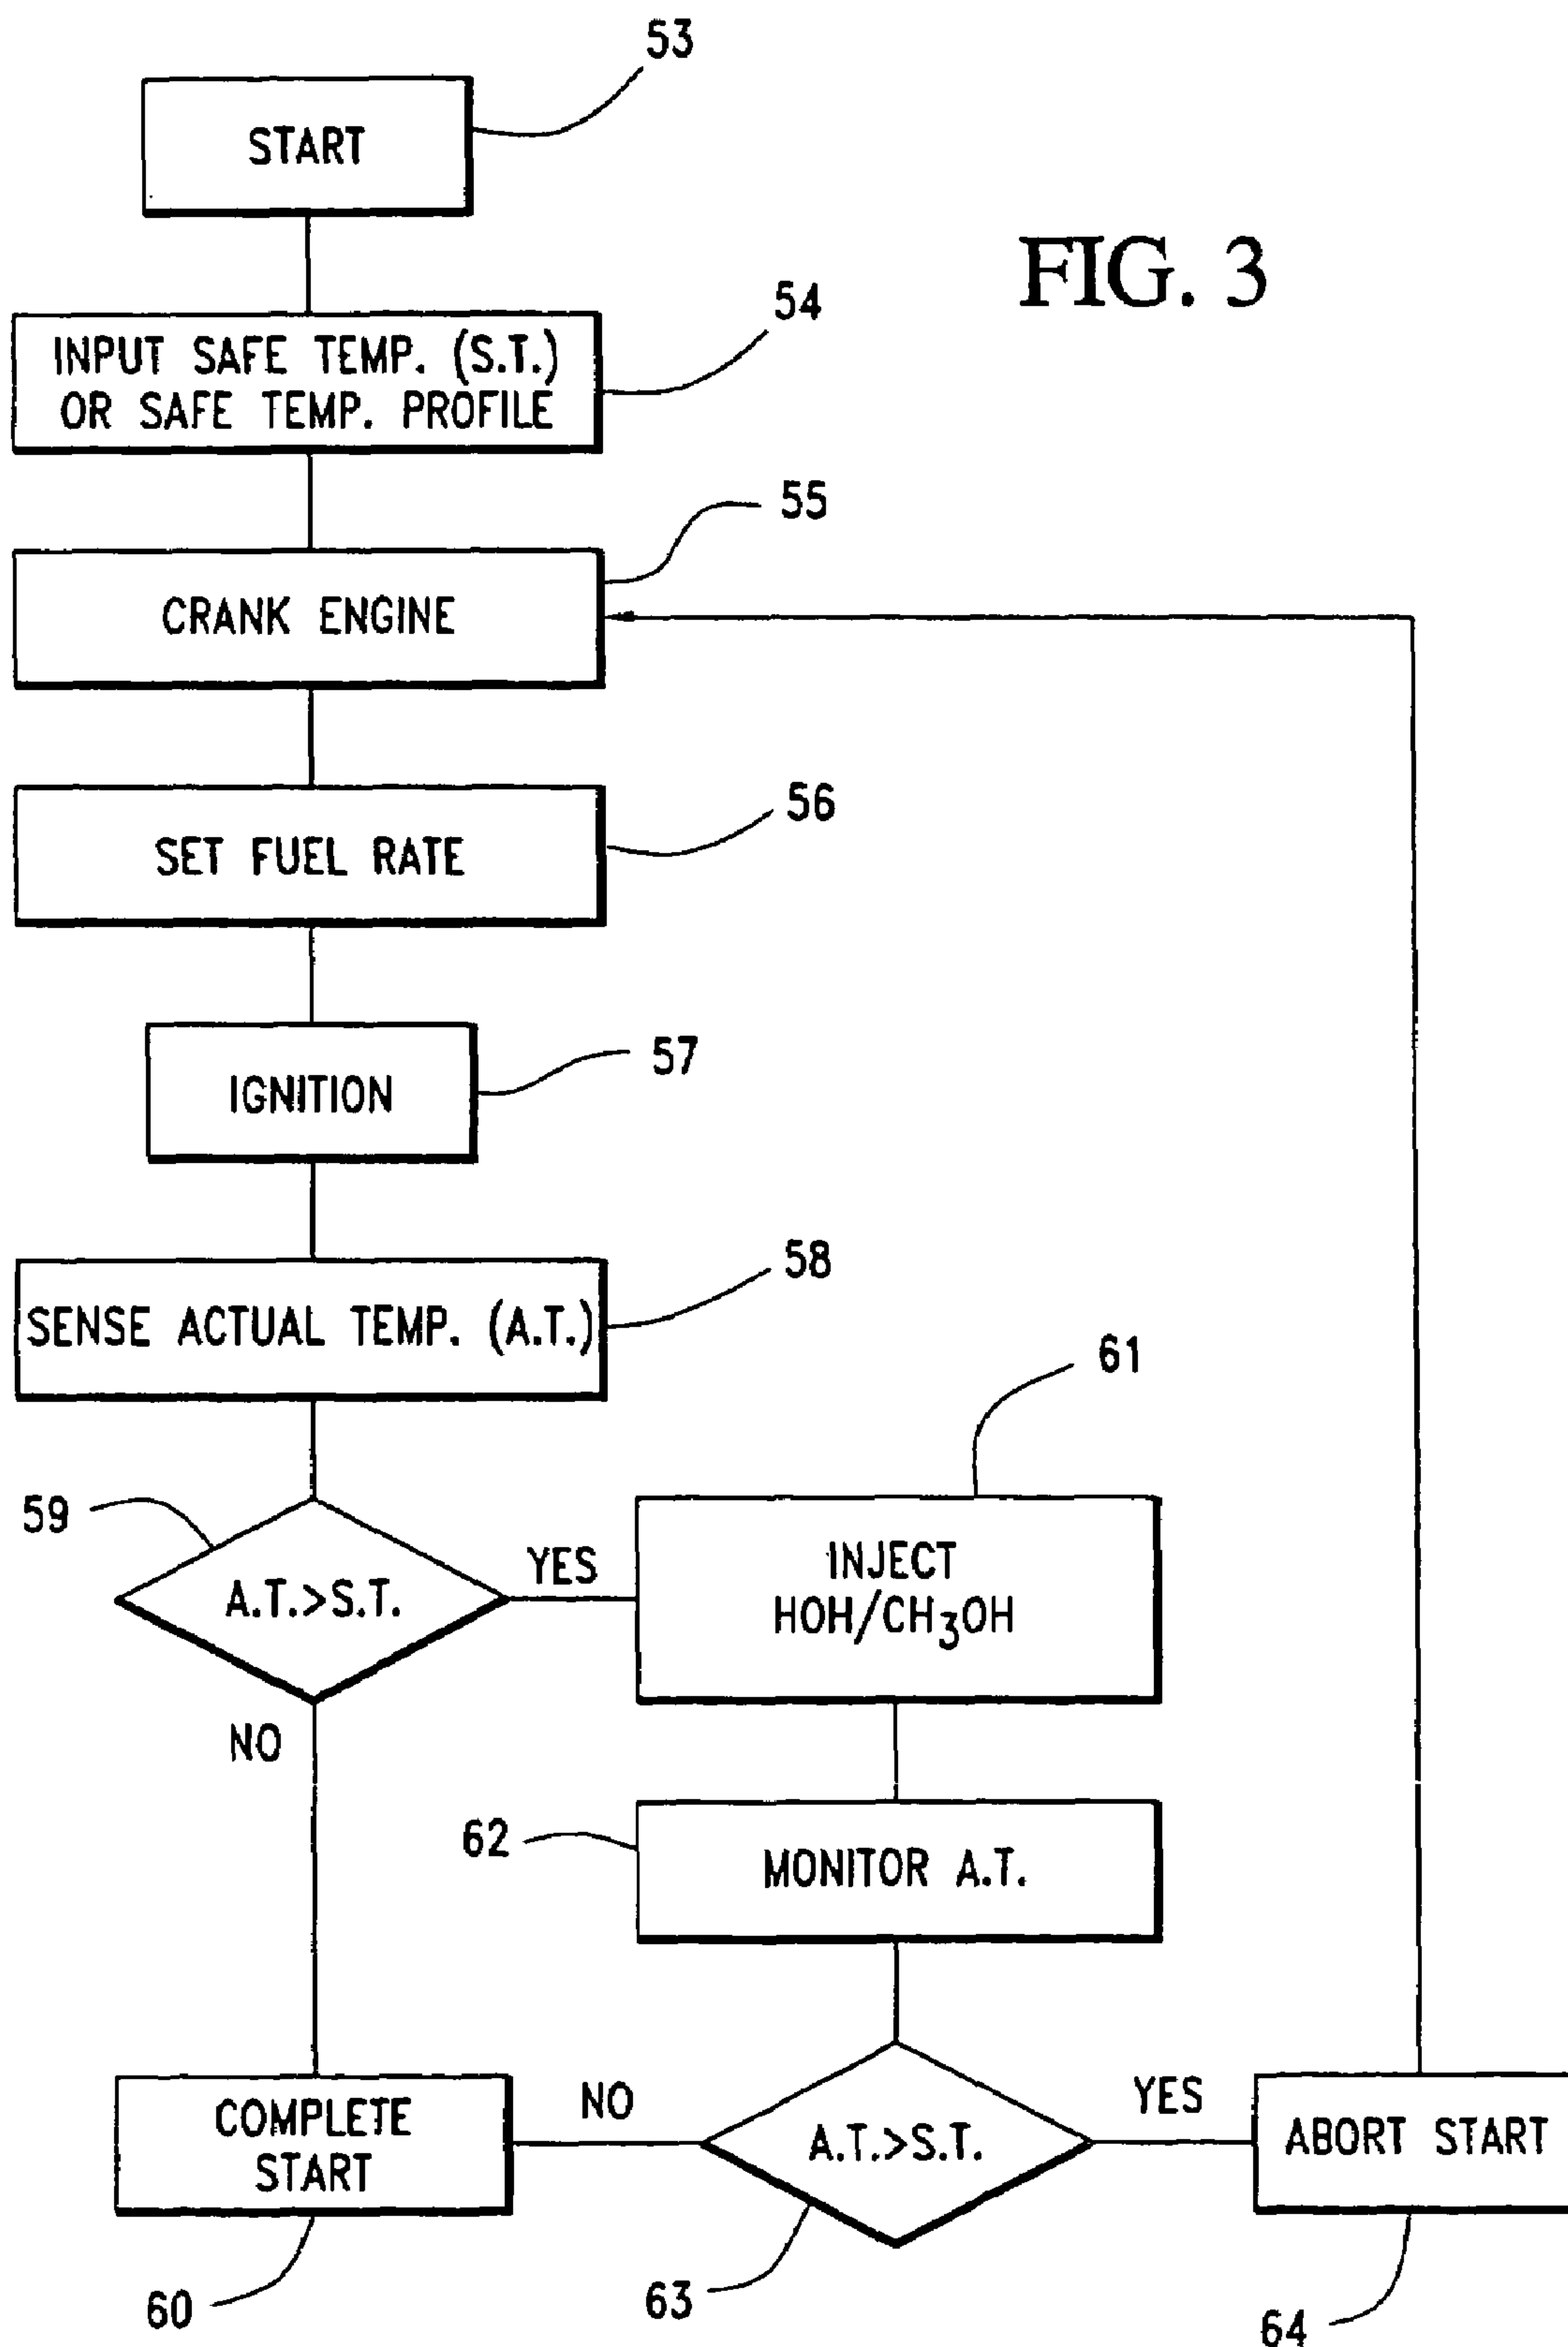 53
START
FIG. 3
54
INPUT SAFE TEMP. (S.T.)
OR SAFE TEMP. PROFILE
55
CRANK ENGINE
56
SET FUEL RATE
57
IGNITION
58
SENSE ACTUAL TEMP. (A.T.)
61
59
YES
INJECT
HOH/CH₃OH
A.T.>S.T.
NO
62
MONITOR A.T.
COMPLETE
START
NO
A.T.>S.T.
YES
ABORT START
60
63
64